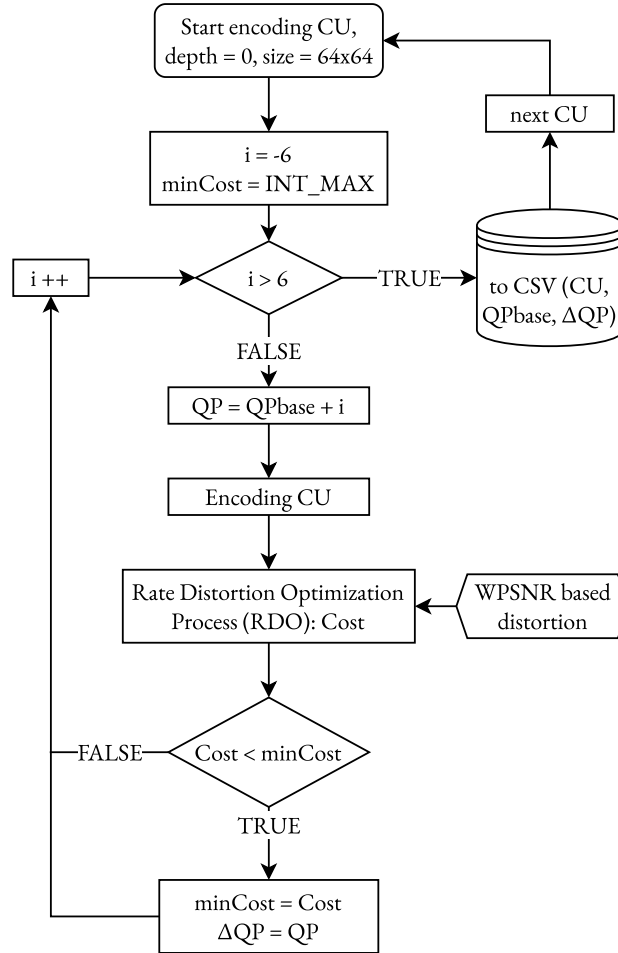 Start encoding CU,
depth = 0, size = 64x64
next CU
i = -6
minCost = INT_MAX
i ++
i > 6
TRUE
to CSV (CU,
QPbase, ΔQP)
FALSE
QP = QPbase + i
Encoding CU
Rate Distortion Optimization
Process (RDO): Cost
WPSNR based
distortion
FALSE
Cost < minCost
TRUE
minCost = Cost
ΔQP = QP